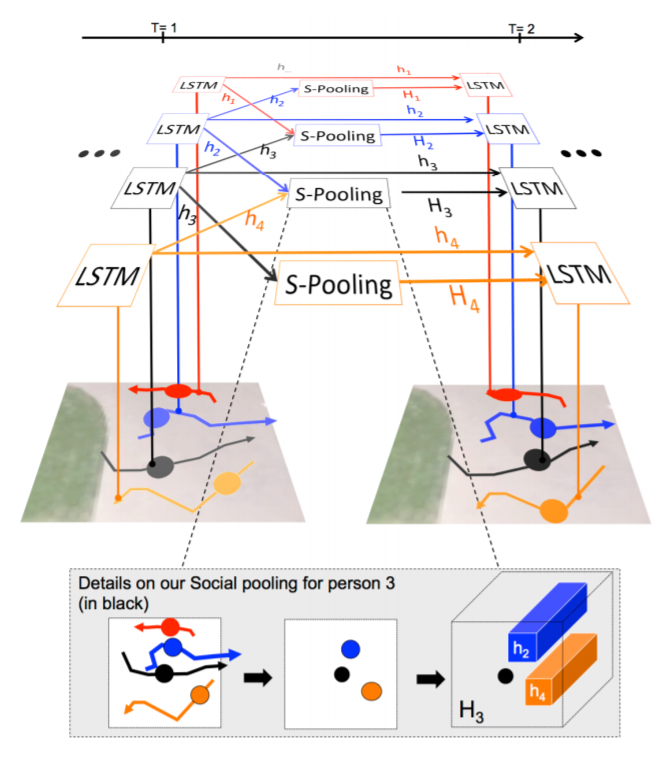 T= 1
T= 2
h_
h₁
LSTM
h₁
h₂
S-Pooling
H₁
LSTM
h₂
LSTM
h₂
h₃
S-Pooling
H₂
LSTM
h₃
LSTM
h₃
h₄
S-Pooling
H₃
LSTM
h₄
LSTM
S-Pooling
H₄
LSTM
Details on our Social pooling for person 3
(in black)
h₂
h₄
H₃